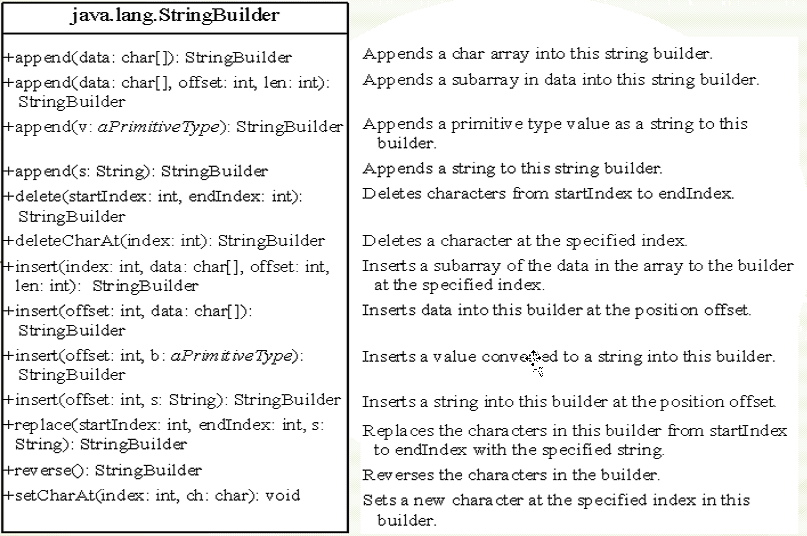 java.lang.StringBuilder
+append(data: char[]): StringBuilder
Appends a char array into this string builder.
+append(data: char[], offset: int, len: int):
StringBuilder
Appends a subarray in data into this string builder.
+append(v: aPrimitiveType): StringBuilder
Appends a primitive type value as a string to this
builder.
+append(s: String): StringBuilder
Appends a string to this string builder.
+delete(startIndex: int, endIndex: int):
StringBuilder
Deletes characters from startIndex to endIndex.
+deleteCharAt(index: int): StringBuilder
Deletes a character at the specified index.
+insert(index: int, data: char[], offset: int,
len: int): StringBuilder
Inserts a subarray of the data in the array to the builder
at the specified index.
+insert(offset: int, data: char[]):
StringBuilder
Inserts data into this builder at the position offset.
+insert(offset: int, b: aPrimitiveType):
StringBuilder
Inserts a value converted to a string into this builder.
+insert(offset: int, s: String): StringBuilder
Inserts a string into this builder at the position offset.
+replace(startIndex: int, endIndex: int, s:
String): StringBuilder
Replaces the characters in this builder from startIndex
to endIndex with the specified string.
+reverse(): StringBuilder
Reverses the characters in the builder.
+setCharAt(index: int, ch: char): void
Sets a new character at the specified index in this
builder.